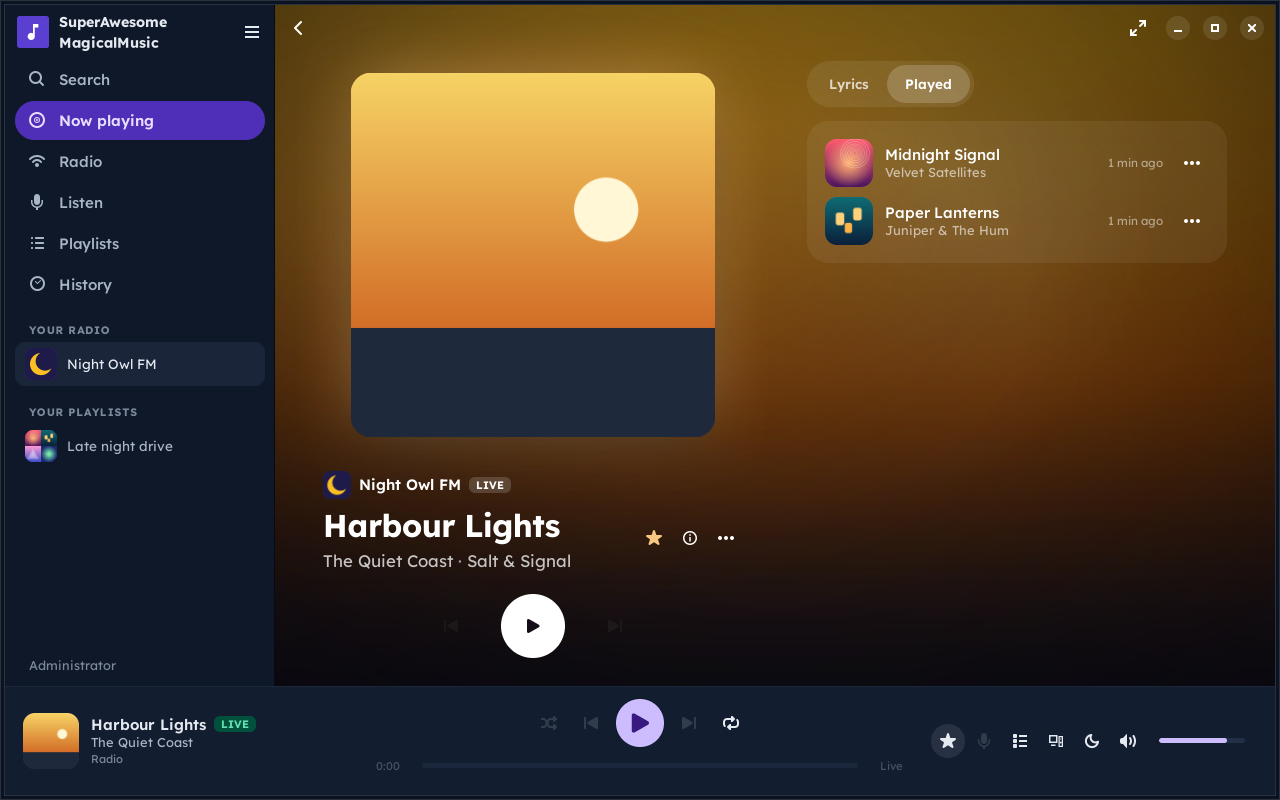 SuperAwesome
MagicalMusic
Search
Now playing
Radio
Listen
Playlists
History
YOUR RADIO
Night Owl FM
YOUR PLAYLISTS
Late night drive
Administrator
Night Owl FM LIVE
Harbour Lights
The Quiet Coast · Salt & Signal
Lyrics Played
Midnight Signal
Velvet Satellites
1 min ago
Paper Lanterns
Juniper & The Hum
1 min ago
Harbour Lights LIVE
The Quiet Coast
Radio
0:00 Live